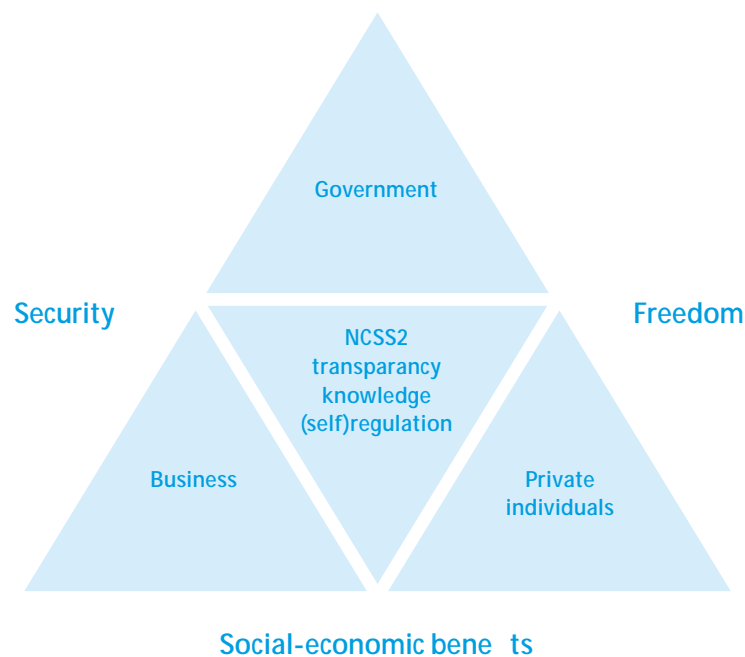 Government
Security
Freedom
NCSS2
transparancy
knowledge
(self)regulation
Business
Private
individuals
Social-economic bene ts